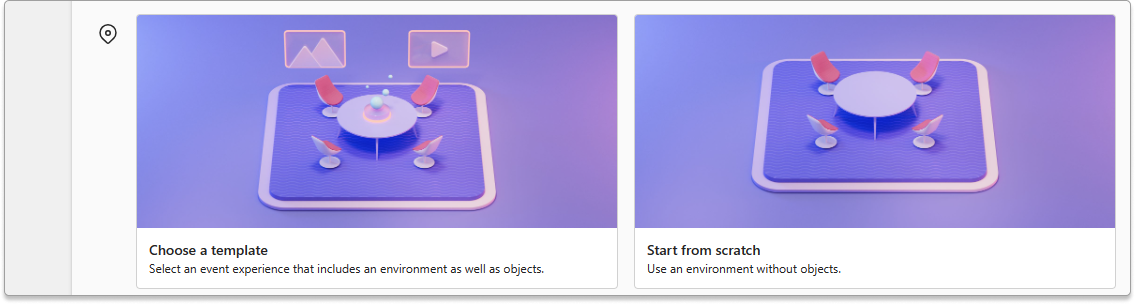 Choose a template
Select an event experience that includes an environment as well as objects.
Start from scratch
Use an environment without objects.